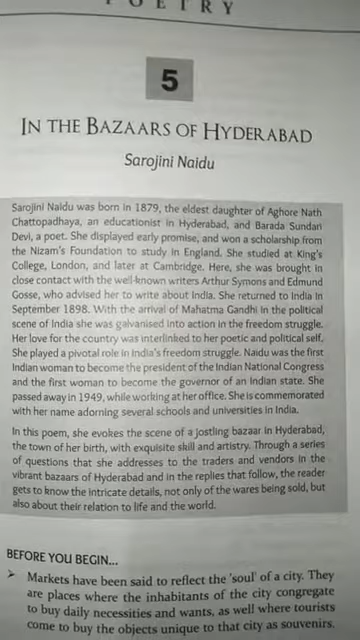 POETRY
5
IN THE BAZAARS OF HYDERABAD
Sarojini Naidu
Sarojini Naidu was born in 1879, the eldest daughter of Aghore Nath
Chattopadhaya, an educationist in Hyderabad, and Barada Sundari
Devi, a poet. She displayed early promise, and won a scholarship from
the Nizam's Foundation to study in England. She studied at King's
College, London, and later at Cambridge. Here, she was brought in
close contact with the well-known writers Arthur Symons and Edmund
Gosse, who advised her to write about India. She returned to India in
September 1898. With the arrival of Mahatma Gandhi in the political
scene of India she was galvanised into action in the freedom struggle.
Her love for the country was interlinked to her poetic and political self.
She played a pivotal role in India's freedom struggle. Naidu was the first
Indian woman to become the president of the Indian National Congress
and the first woman to become the governor of an Indian state. She
passed away in 1949, while working at her office. She is commemorated
with her name adorning several schools and universities in India.
In this poem, she evokes the scene of a jostling bazaar in Hyderabad,
the town of her birth, with exquisite skill and artistry. Through a series
of questions that she addresses to the traders and vendors in the
vibrant bazaars of Hyderabad and in the replies that follow, the reader
gets to know the intricate details, not only of the wares being sold, but
also about their relation to life and the world.
BEFORE YOU BEGIN...
➤ Markets have been said to reflect the 'soul' of a city. They
are places where the inhabitants of the city congregate
to buy daily necessities and wants, as well where tourists
come to buy the objects unique to that city as souvenirs.